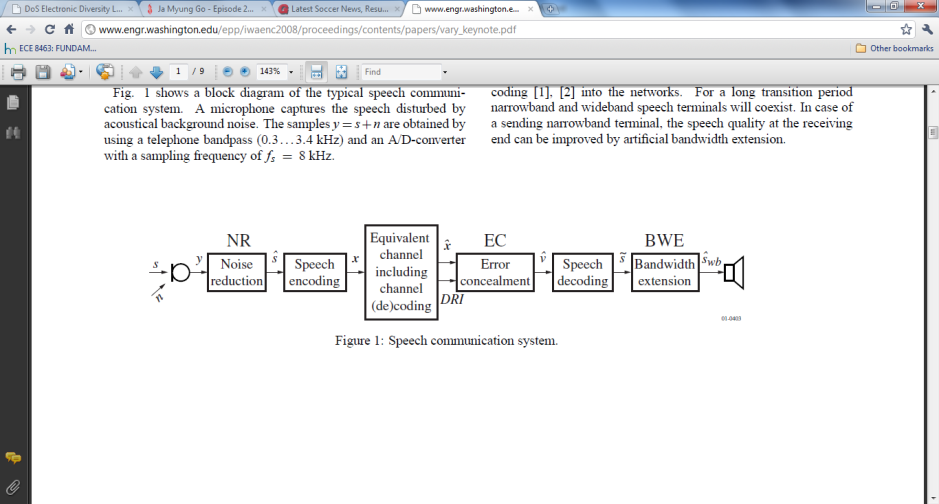 DoS Electronic Diversity L...
Ja Myung Go - Episode 2...
Latest Soccer News, Resu...
www.engr.washington.e...
www.engr.washington.edu/epp/iwaenc2008/proceedings/contents/papers/vary_keynote.pdf
ECE 8463: FUNDAM...
Other bookmarks
1 / 9
143%
Find
Fig. 1 shows a block diagram of the typical speech communi-
cation system. A microphone captures the speech disturbed by
acoustical background noise. The samples y = s+n are obtained by
using a telephone bandpass (0.3...3.4 kHz) and an A/D-converter
with a sampling frequency of fs = 8 kHz.
coding [1], [2] into the networks. For a long transition period
narrowband and wideband speech terminals will coexist. In case of
a sending narrowband terminal, the speech quality at the receiving
end can be improved by artificial bandwidth extension.
s
n
y
NR
Noise
reduction
ŝ
Speech
encoding
x
Equivalent
channel
including
channel
(de)coding
x̂
DRI
EC
Error
concealment
v̂
Speech
decoding
s̃
BWE
Bandwidth
extension
ŝwb
01-0403
Figure 1: Speech communication system.